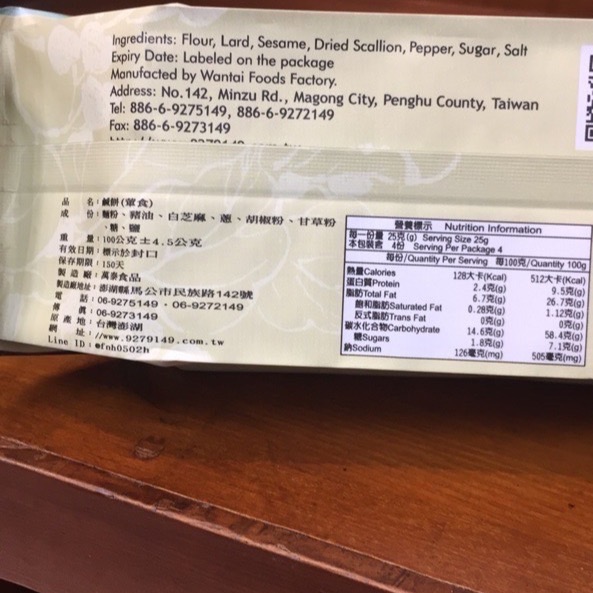 Ingredients: Flour, Lard, Sesame, Dried Scallion, Pepper, Sugar, Salt
Expiry Date: Labeled on the package
Manufacted by Wantai Foods Factory.
Address: No.142, Minzu Rd., Magong City, Penghu County, Taiwan
Tel: 886-6-9275149, 886-6-9272149
Fax: 886-6-9273149
品 名:鹹餅(葷食)
成 份:麵粉、豬油、白芝麻、蔥、胡椒粉、甘草粉
、糖、鹽
重 量:100公克±4.5公克
有效日期:標示於封口
保存期限:150天
製 造 廠:萬泰食品
製造廠地址:澎湖縣馬公市民族路142號
電 話:06-9275149・06-9272149
傳 真:06-9273149
原 產 地:台灣澎湖
網 址://www.9279149.com.tw
Line ID:@fnh0502h
營養標示 Nutrition Information
每一份量 25克(g) Serving Size 25g
本包裝含 4份 Serving Per Package 4
每份/Quantity Per Serving 每100克/Quantity 100g
熱量Calories 128大卡(Kcal) 512大卡(Kcal)
蛋白質Protein 2.4克(g) 9.5克(g)
脂肪Total Fat 6.7克(g) 26.7克(g)
飽和脂肪Saturated Fat 0.28克(g) 1.12克(g)
反式脂肪Trans Fat 0克(g) 0克(g)
碳水化合物Carbohydrate 14.6克(g) 58.4克(g)
糖Sugars 1.8克(g) 7.1克(g)
鈉Sodium 126毫克(mg) 505毫克(mg)